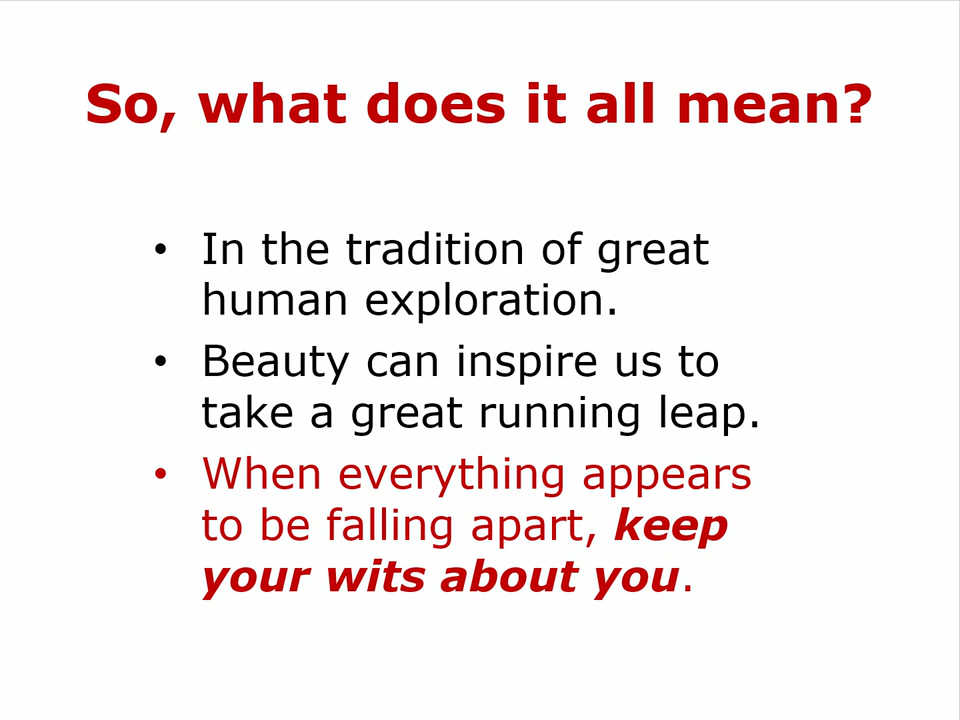 So, what does it all mean?
• In the tradition of great
human exploration.
• Beauty can inspire us to
take a great running leap.
• When everything appears
to be falling apart, keep
your wits about you.